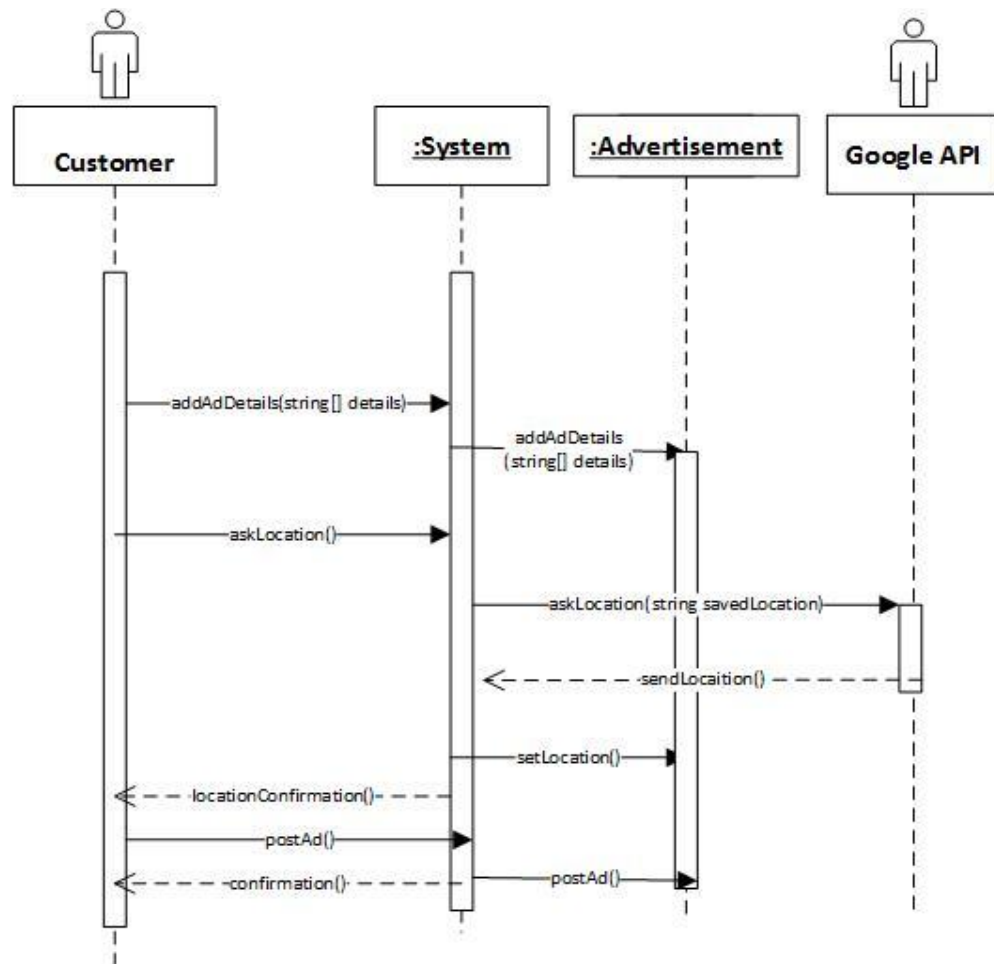 Customer
:System
:Advertisement
Google API
addAdDetails(string[] details)
addAdDetails
(string[] details)
askLocation()
askLocation(string savedLocation)
sendLocaition()
setLocation()
locationConfirmation()
postAd()
confirmation()
postAd()